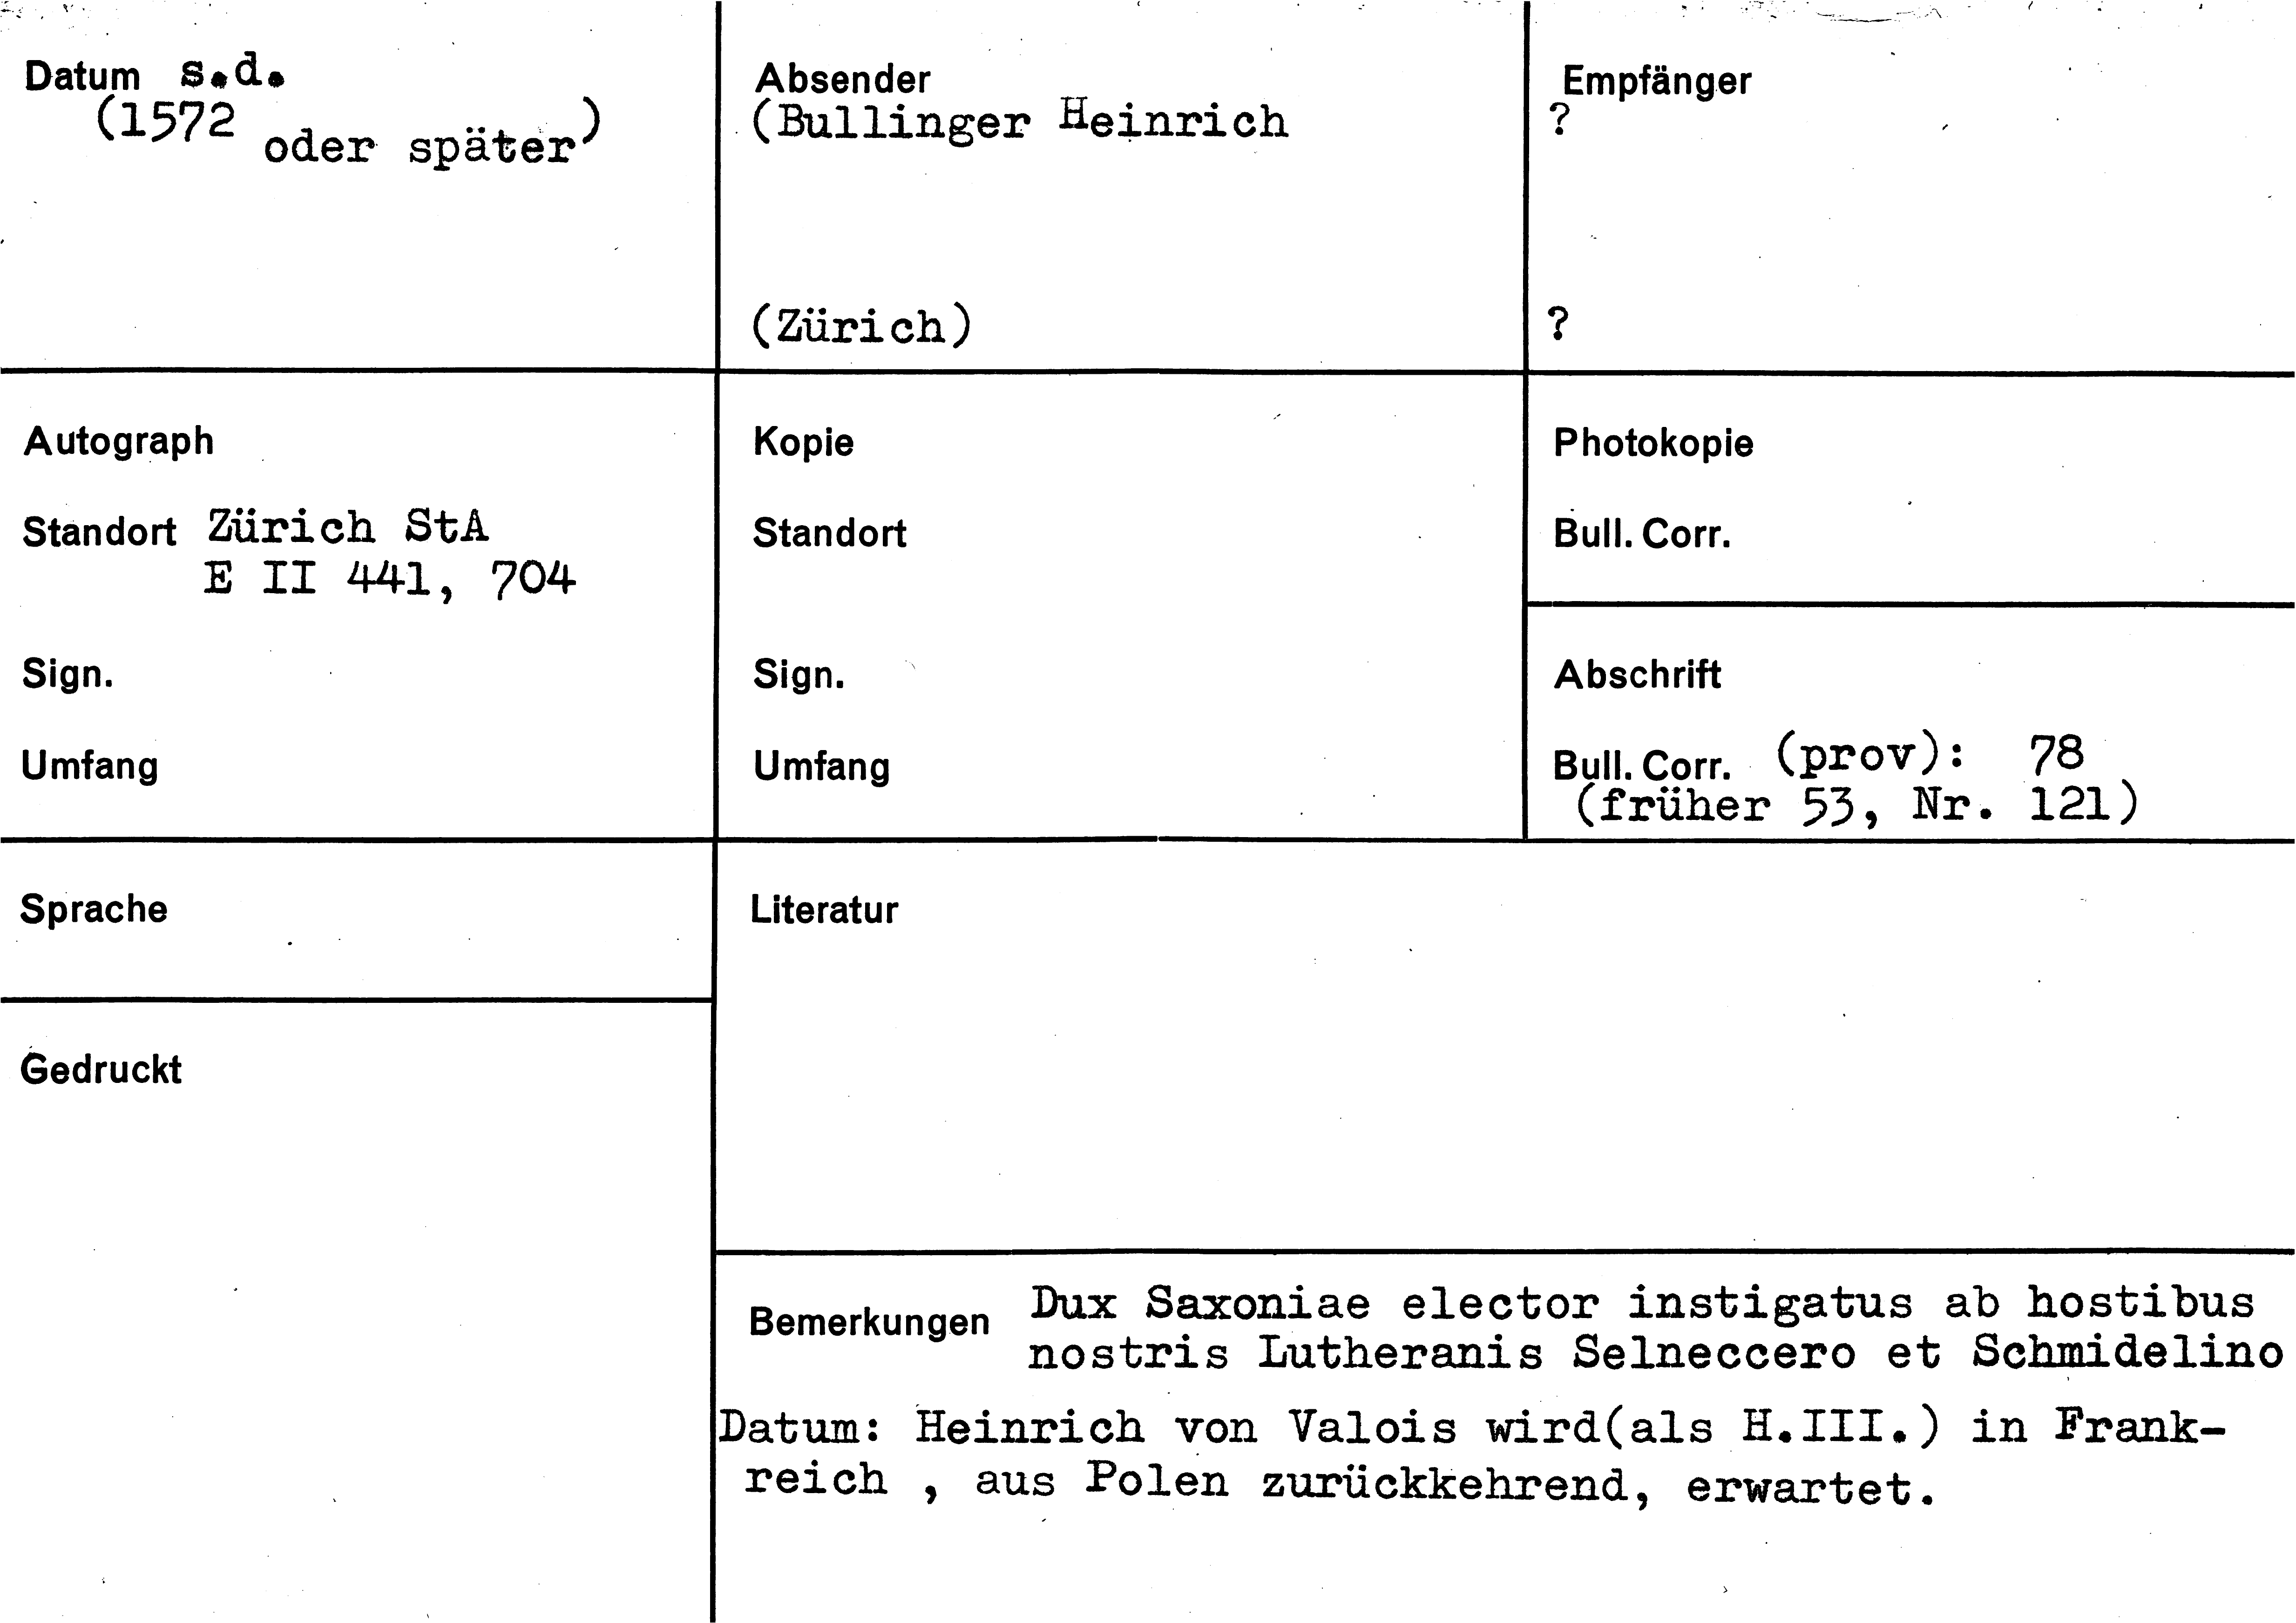 Datum s.d.
(1572 oder später)
Absender
(Bullinger Heinrich
(Zürich)
Empfänger
?
?
Autograph
Standort Zürich StA
E II 441, 704
Sign.
Umfang
Kopie
Standort
Sign.
Umfang
Photokopie
Bull. Corr.
Abschrift
Bull. Corr. (prov): 78
(früher 53, Nr. 121)
Sprache
Gedruckt
Literatur
Bemerkungen Dux Saxoniae elector instigatus ab hostibus
nostris Lutheranis Selneccero et Schmidelino
Datum: Heinrich von Valois wird(als H.III.) in Frank-
reich , aus Polen zurückkehrend, erwartet.